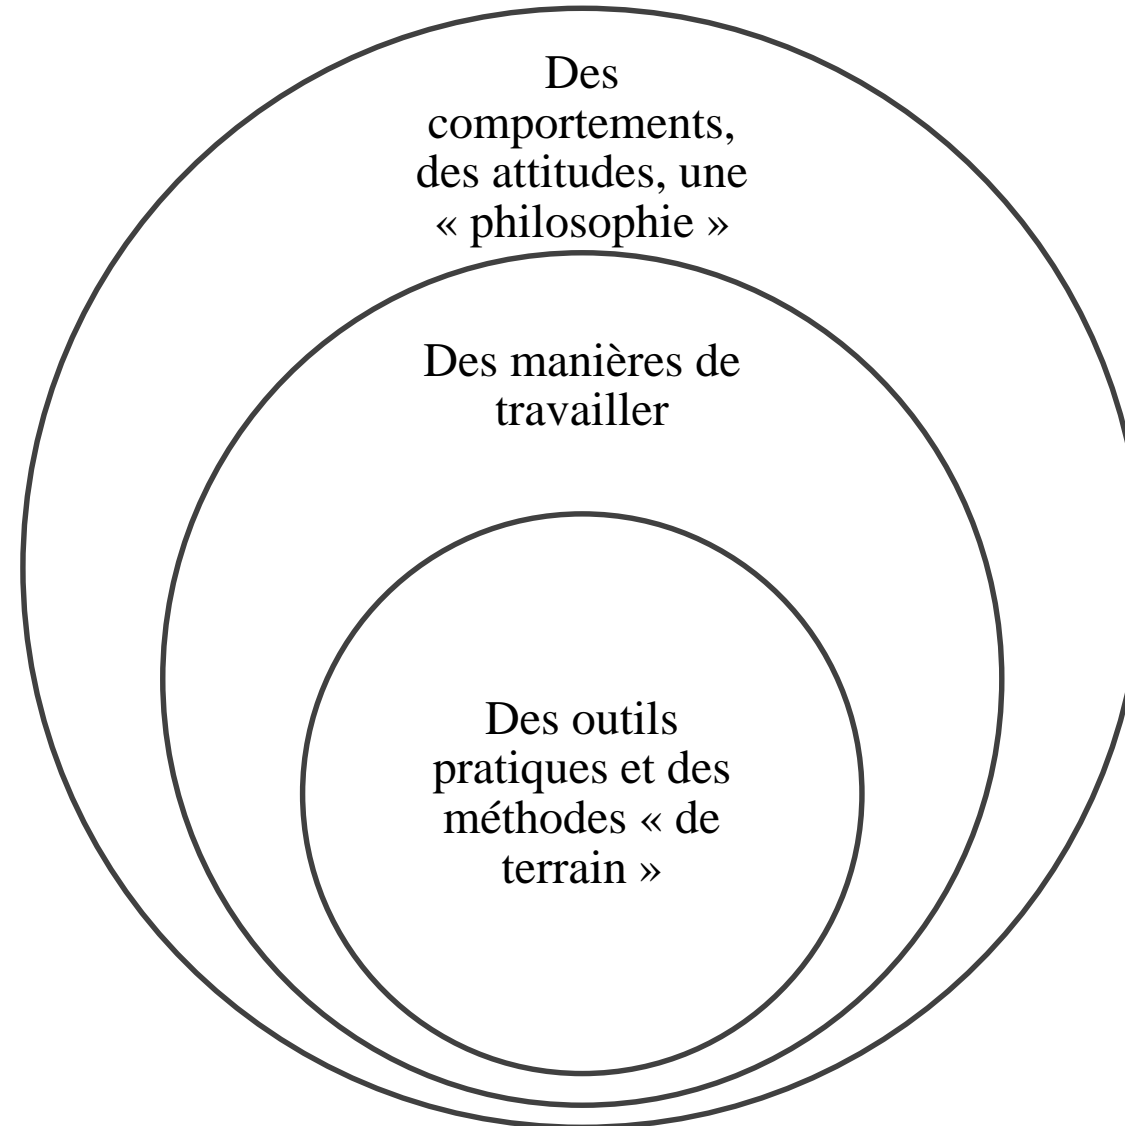 Des
comportements,
des attitudes, une
« philosophie »
Des manières de
travailler
Des outils
pratiques et des
méthodes « de
terrain »